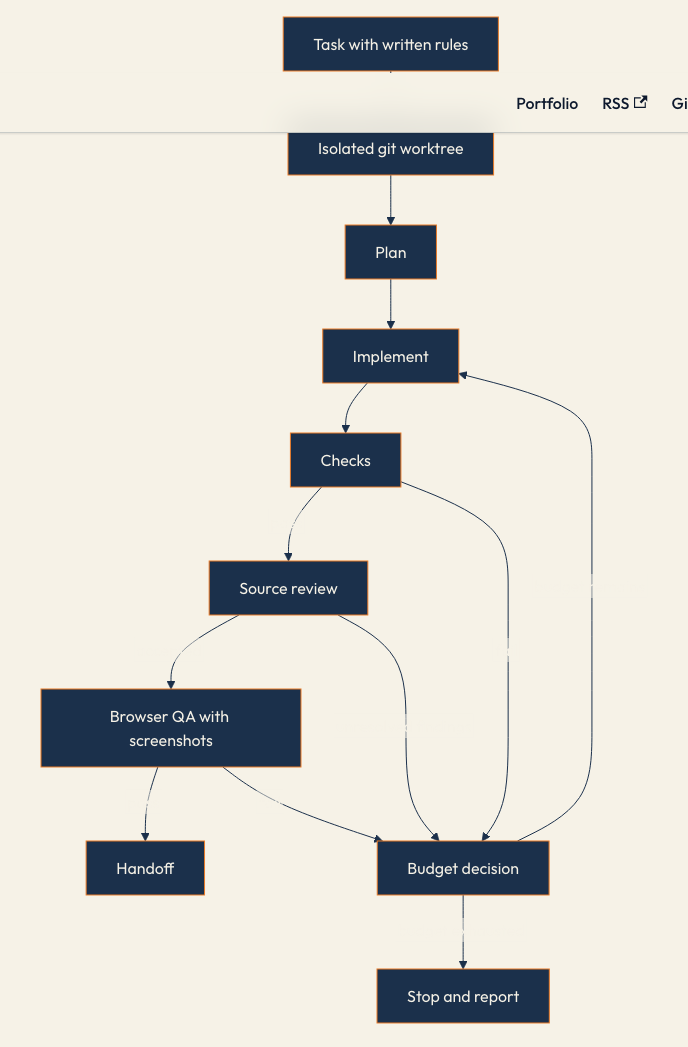 Task with written rules
Portfolio RSS Gi
Isolated git worktree
Plan
Implement
Checks
Source review
Browser QA with
screenshots
Handoff
Budget decision
Stop and report